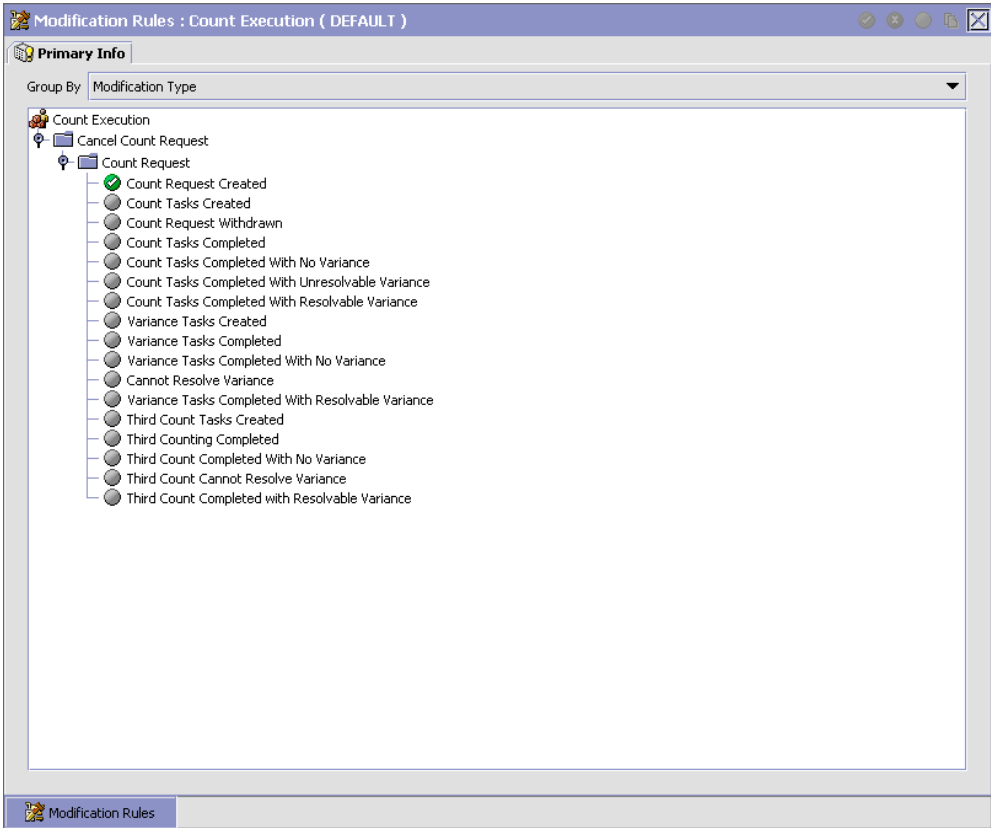 Modification Rules : Count Execution ( DEFAULT )
Primary Info
Group By Modification Type
Count Execution
Cancel Count Request
Count Request
Count Request Created
Count Tasks Created
Count Request Withdrawn
Count Tasks Completed
Count Tasks Completed With No Variance
Count Tasks Completed With Unresolvable Variance
Count Tasks Completed With Resolvable Variance
Variance Tasks Created
Variance Tasks Completed
Variance Tasks Completed With No Variance
Cannot Resolve Variance
Variance Tasks Completed With Resolvable Variance
Third Count Tasks Created
Third Counting Completed
Third Count Completed With No Variance
Third Count Cannot Resolve Variance
Third Count Completed with Resolvable Variance
Modification Rules